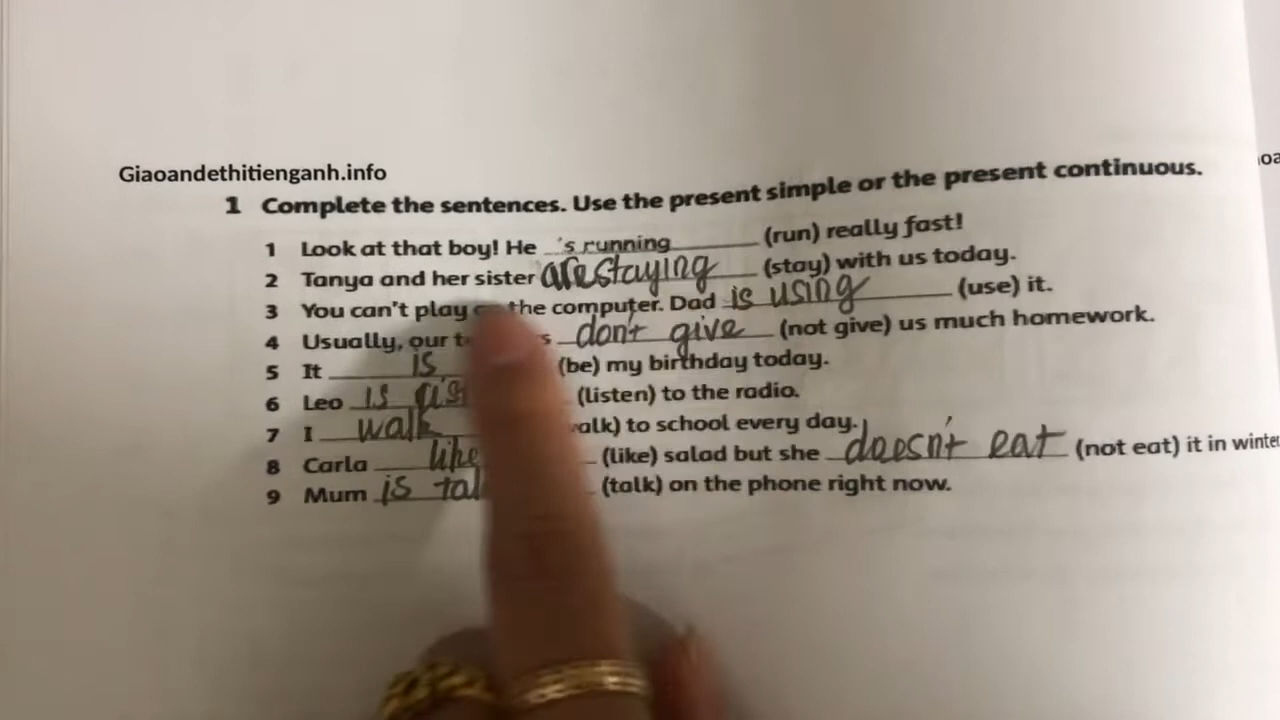 Giaoandethitienganh.info
1 Complete the sentences. Use the present simple or the present continuous.
1 Look at that boy! He 's running (run) really fast!
2 Tanya and her sister are staying (stay) with us today.
3 You can't play the computer. Dad is using (use) it.
4 Usually, our don't give (not give) us much homework.
5 It is (be) my birthday today.
6 Leo is (listen) to the radio.
7 I walk to school every day.
8 Carla like (like) salad but she doesn't eat (not eat) it in winter
9 Mum is (talk) on the phone right now.